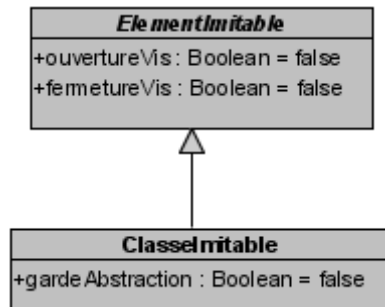 ElementImitable
+ouvertureVis : Boolean = false
+fermetureVis : Boolean = false
ClasseImitable
+gardeAbstraction : Boolean = false